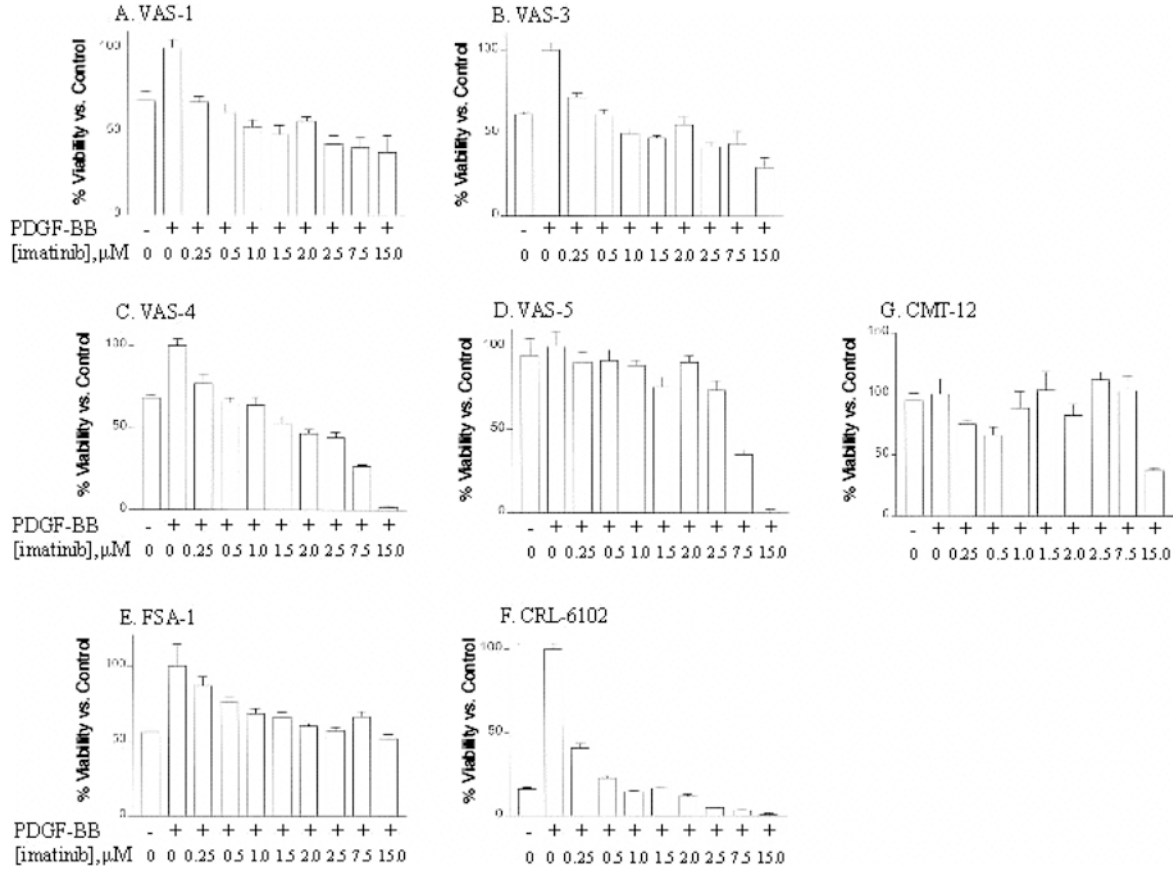 A. VAS-1
B. VAS-3
% Viability vs. Control
100
50
0
% Viability vs. Control
100
50
0
PDGF-BB - + + + + + + + + +
- + + + + + + + + +
[imatinib],μM 0 0 0.25 0.5 1.0 1.5 2.0 2.5 7.5 15.0
0 0 0.25 0.5 1.0 1.5 2.0 2.5 7.5 15.0
C. VAS-4
D. VAS-5
G. CMT-12
% Viability vs. Control
100
50
0
% Viability vs. Control
100
50
0
% Viability vs. Control
100
100
50
0
PDGF-BB - + + + + + + + + +
- + + + + + + + + +
- + + + + + + + + +
[imatinib],μM 0 0 0.25 0.5 1.0 1.5 2.0 2.5 7.5 15.0
0 0 0.25 0.5 1.0 1.5 2.0 2.5 7.5 15.0
0 0 0.25 0.5 1.0 1.5 2.0 2.5 7.5 15.0
E. FSA-1
F. CRL-6102
% Viability vs. Control
100
50
0
% Viability vs. Control
100
50
0
PDGF-BB - + + + + + + + + +
- + + + + + + + + +
[imatinib],μM 0 0 0.25 0.5 1.0 1.5 2.0 2.5 7.5 15.0
0 0 0.25 0.5 1.0 1.5 2.0 2.5 7.5 15.0